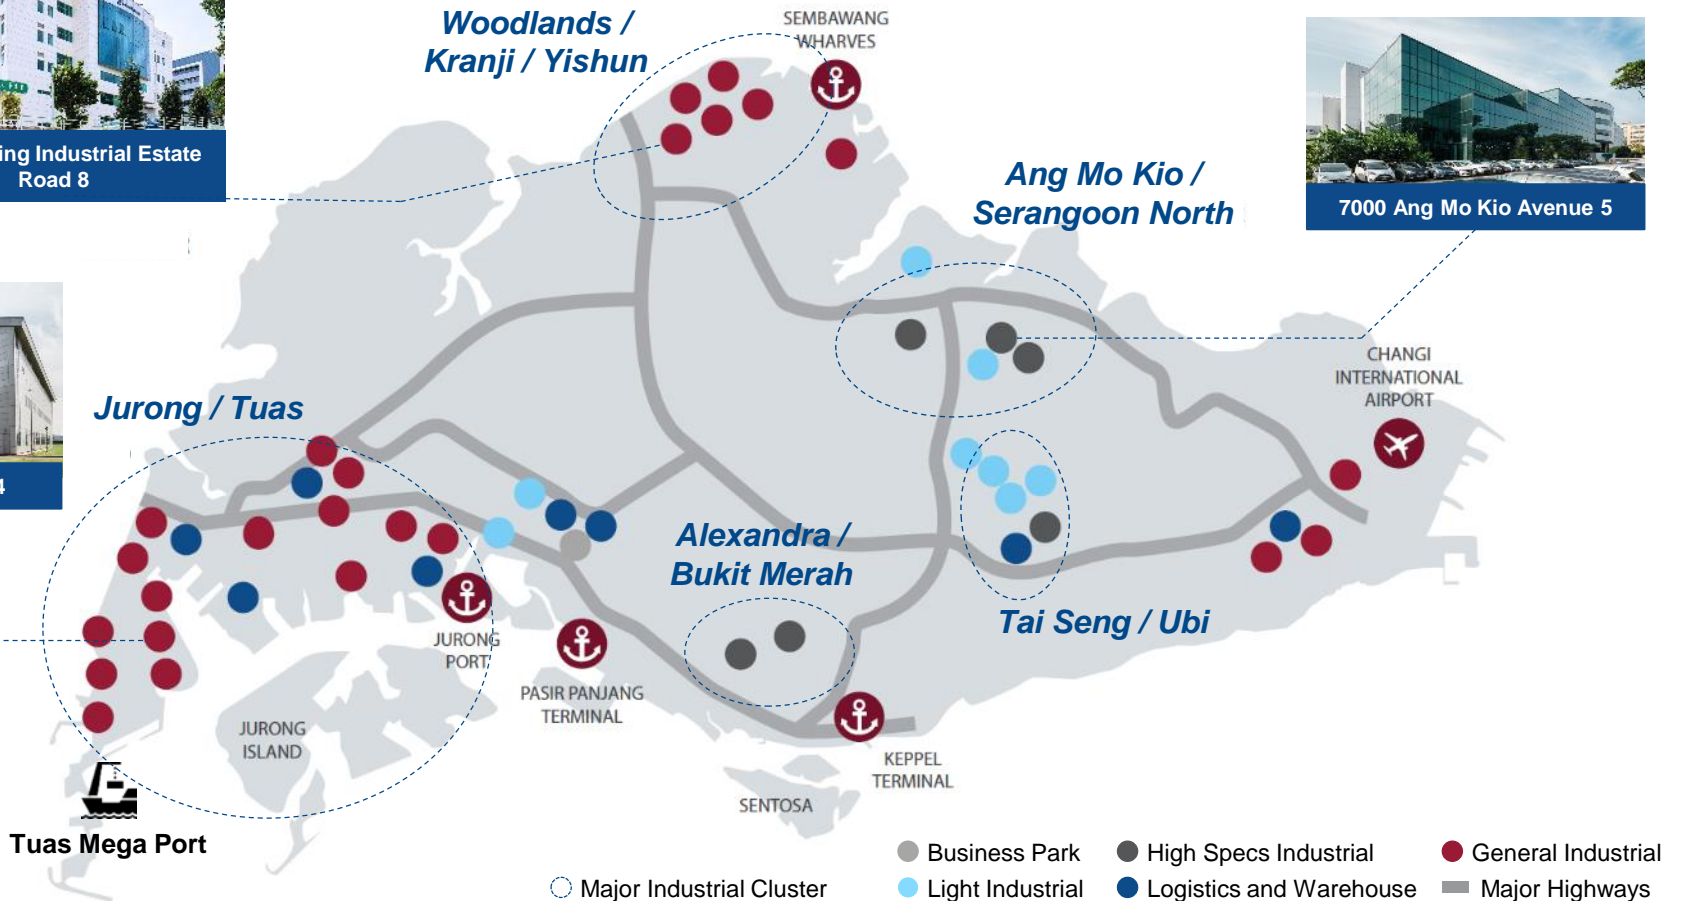 Woodlands /
Kranji / Yishun
SEMBAWANG
WHARVES
Industrial Estate
Road 8
Ang Mo Kio /
Serangoon North
7000 Ang Mo Kio Avenue 5
CHANGI
INTERNATIONAL
AIRPORT
Jurong / Tuas
4
Alexandra /
Bukit Merah
Tai Seng / Ubi
JURONG
PORT
PASIR PANJANG
TERMINAL
JURONG
ISLAND
KEPPEL
TERMINAL
SENTOSA
Tuas Mega Port
Business Park
High Specs Industrial
General Industrial
Major Industrial Cluster
Light Industrial
Logistics and Warehouse
Major Highways